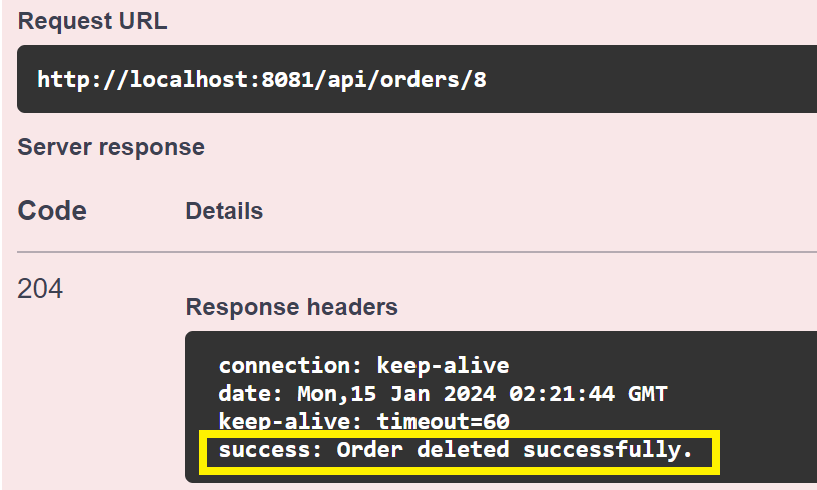 Request URL
http://localhost:8081/api/orders/8
Server response
Code Details
204
Response headers
connection: keep-alive
date: Mon,15 Jan 2024 02:21:44 GMT
keep-alive: timeout=60
success: Order deleted successfully.